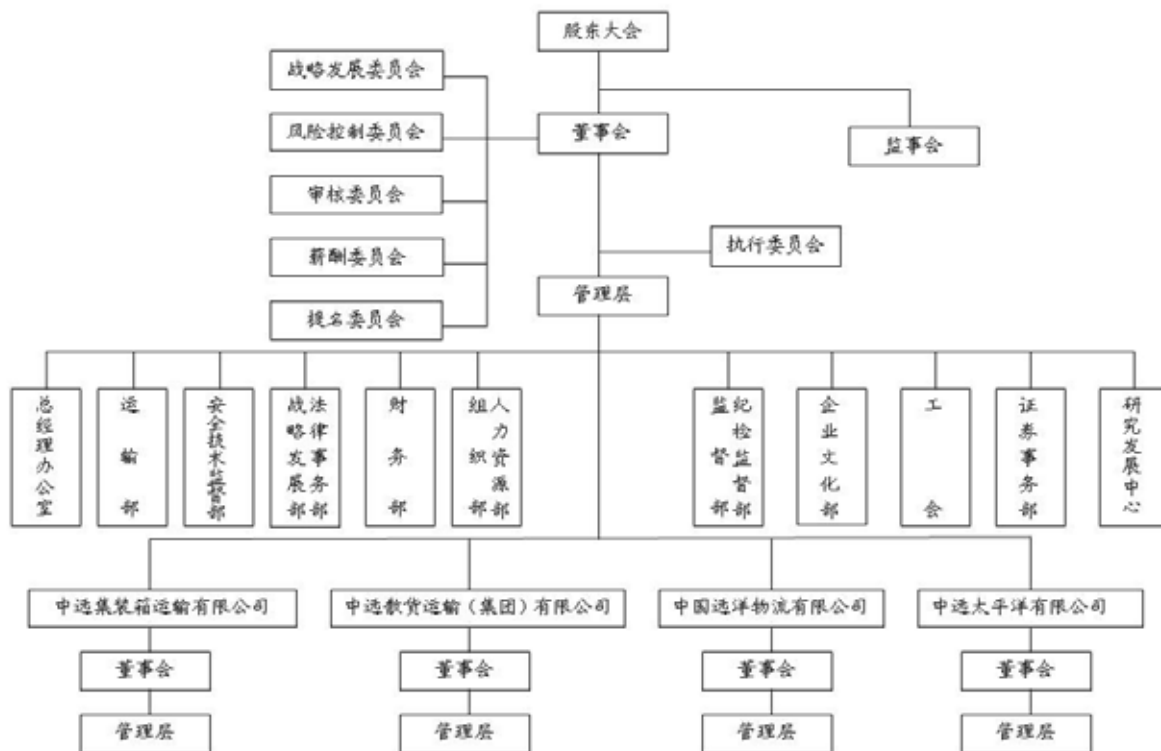 股东大会
战略发展委员会
风险控制委员会
董事会
监事会
审核委员会
执行委员会
薪酬委员会
管理层
提名委员会
总经理办公室
运输部
安全技术监督部
战略发展部
法律事务部
财务部
组织部
人力资源部
监督部
纪检监督部
企业文化部
工会
证券事务部
研究发展中心
中远集装箱运输有限公司
中远散货运输（集团）有限公司
中国远洋物流有限公司
中远太平洋有限公司
董事会
董事会
董事会
董事会
管理层
管理层
管理层
管理层